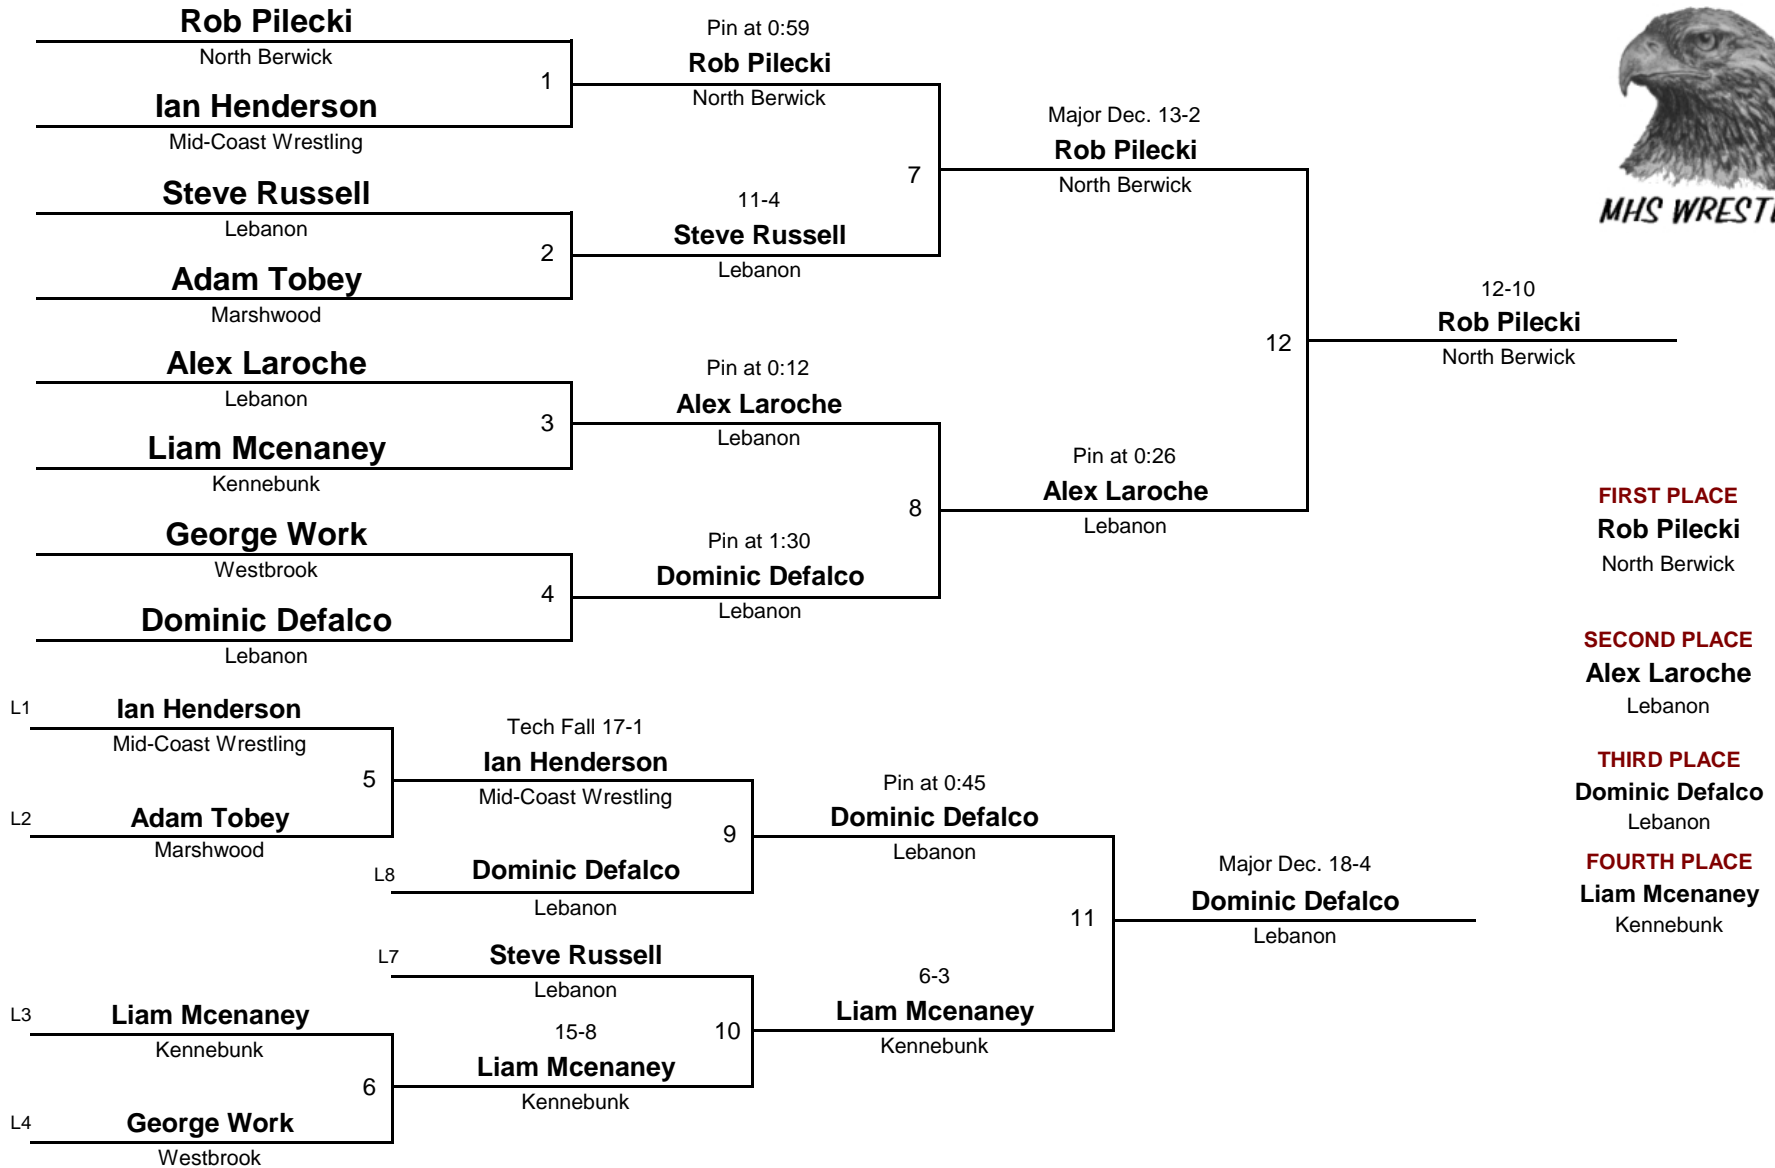 Rob Pilecki
North Berwick
1
Ian Henderson
Mid-Coast Wrestling
Steve Russell
Lebanon
2
Adam Tobey
Marshwood
Alex Laroche
Lebanon
3
Liam Mcenaney
Kennebunk
George Work
Westbrook
4
Dominic Defalco
Lebanon
Pin at 0:59
Rob Pilecki
North Berwick
7
11-4
Steve Russell
Lebanon
Pin at 0:12
Alex Laroche
Lebanon
8
Pin at 1:30
Dominic Defalco
Lebanon
Major Dec. 13-2
Rob Pilecki
North Berwick
12
Pin at 0:26
Alex Laroche
Lebanon
12-10
Rob Pilecki
North Berwick
MHS
FIRST PLACE
Rob Pilecki
North Berwick
SECOND PLACE
Alex Laroche
Lebanon
THIRD PLACE
Dominic Defalco
Lebanon
FOURTH PLACE
Liam Mcenaney
Kennebunk
L1
Ian Henderson
Mid-Coast Wrestling
5
L2
Adam Tobey
Marshwood
Tech Fall 17-1
Ian Henderson
Mid-Coast Wrestling
9
L8
Dominic Defalco
Lebanon
L7
Steve Russell
Lebanon
10
L3
Liam Mcenaney
Kennebunk
6
L4
George Work
Westbrook
15-8
Liam Mcenaney
Kennebunk
Pin at 0:45
Dominic Defalco
Lebanon
11
6-3
Liam Mcenaney
Kennebunk
Major Dec. 18-4
Dominic Defalco
Lebanon